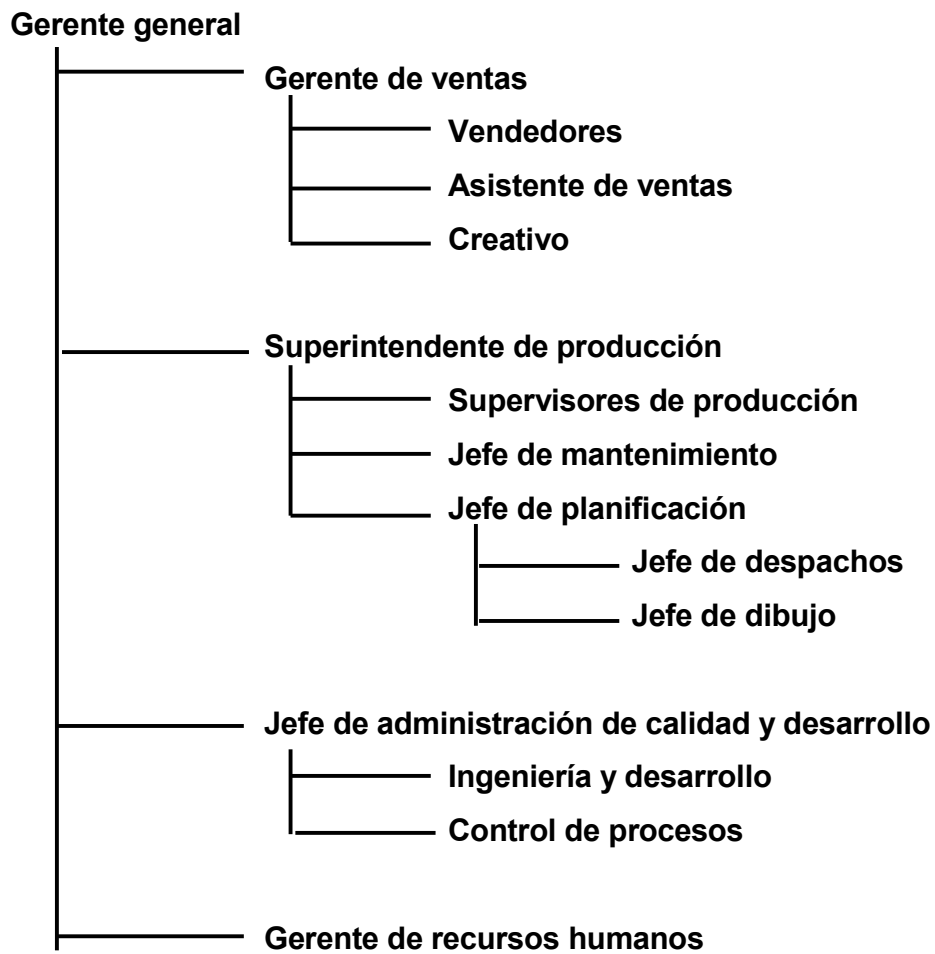 Gerente general
Gerente de ventas
Vendedores
Asistente de ventas
Creativo
Superintendente de producción
Supervisores de producción
Jefe de mantenimiento
Jefe de planificación
Jefe de despachos
Jefe de dibujo
Jefe de administración de calidad y desarrollo
Ingeniería y desarrollo
Control de procesos
Gerente de recursos humanos